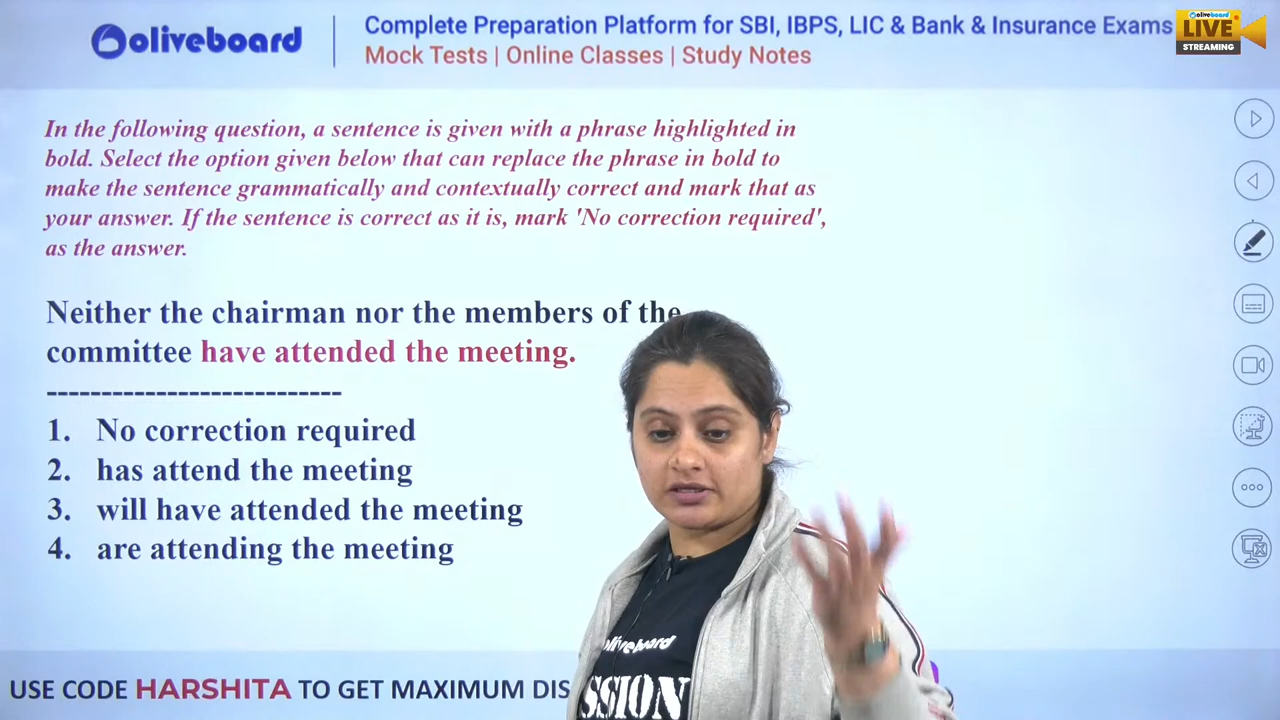 oliveboard
Complete Preparation Platform for SBI, IBPS, LIC & Bank & Insurance Exams
Mock Tests | Online Classes | Study Notes
oliveboard
LIVE
STREAMING
In the following question, a sentence is given with a phrase highlighted in
bold. Select the option given below that can replace the phrase in bold to
make the sentence grammatically and contextually correct and mark that as
your answer. If the sentence is correct as it is, mark 'No correction required',
as the answer.
Neither the chairman nor the members of the
committee have attended the meeting.
--------------------------
1. No correction required
2. has attend the meeting
3. will have attended the meeting
4. are attending the meeting
oliveboard
SSION
USE CODE HARSHITA TO GET MAXIMUM DIS